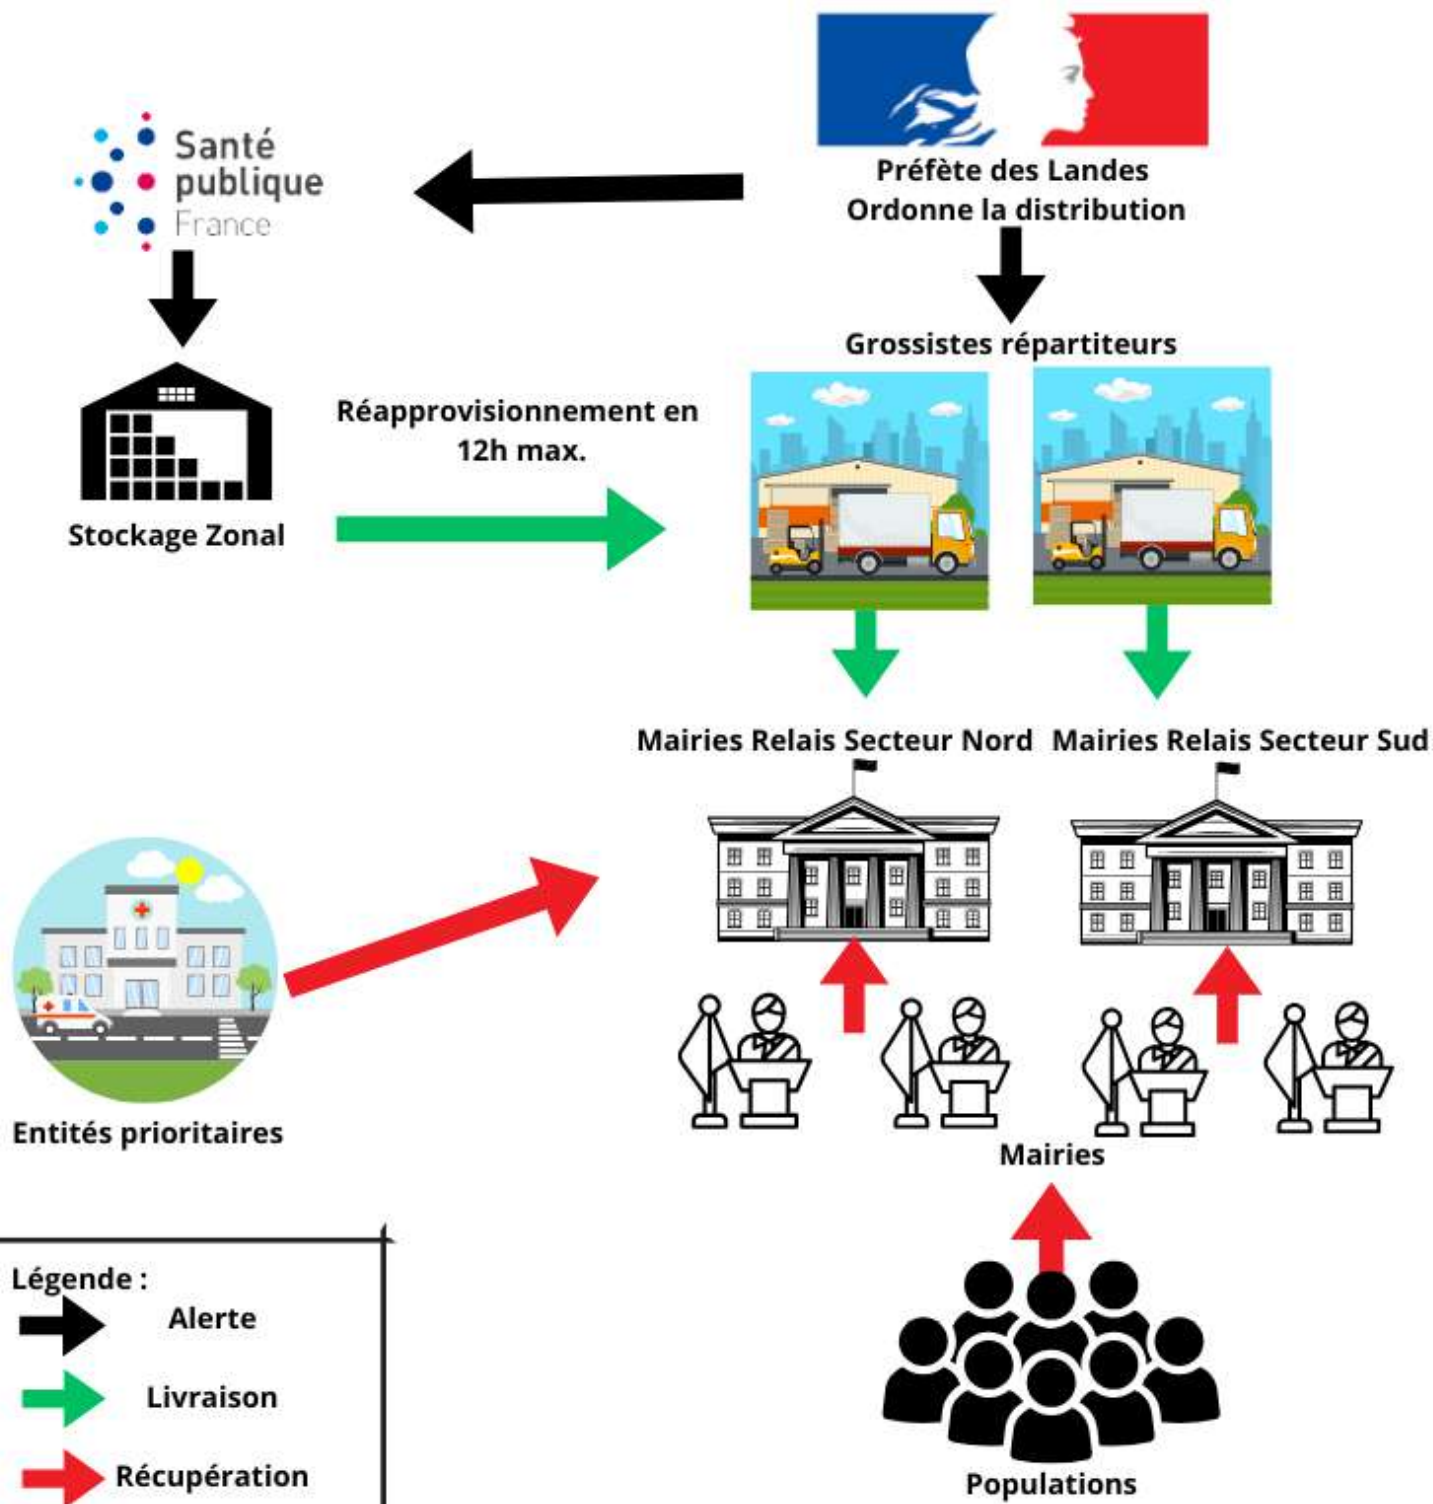 Santé
publique
France
Préfète des Landes
Ordonne la distribution
Grossistes répartiteurs
Réapprovisionnement en
12h max.
Stockage Zonal
Mairies Relais Secteur Nord
Mairies Relais Secteur Sud
Entités prioritaires
Mairies
Populations
Légende :
Alerte
Livraison
Récupération